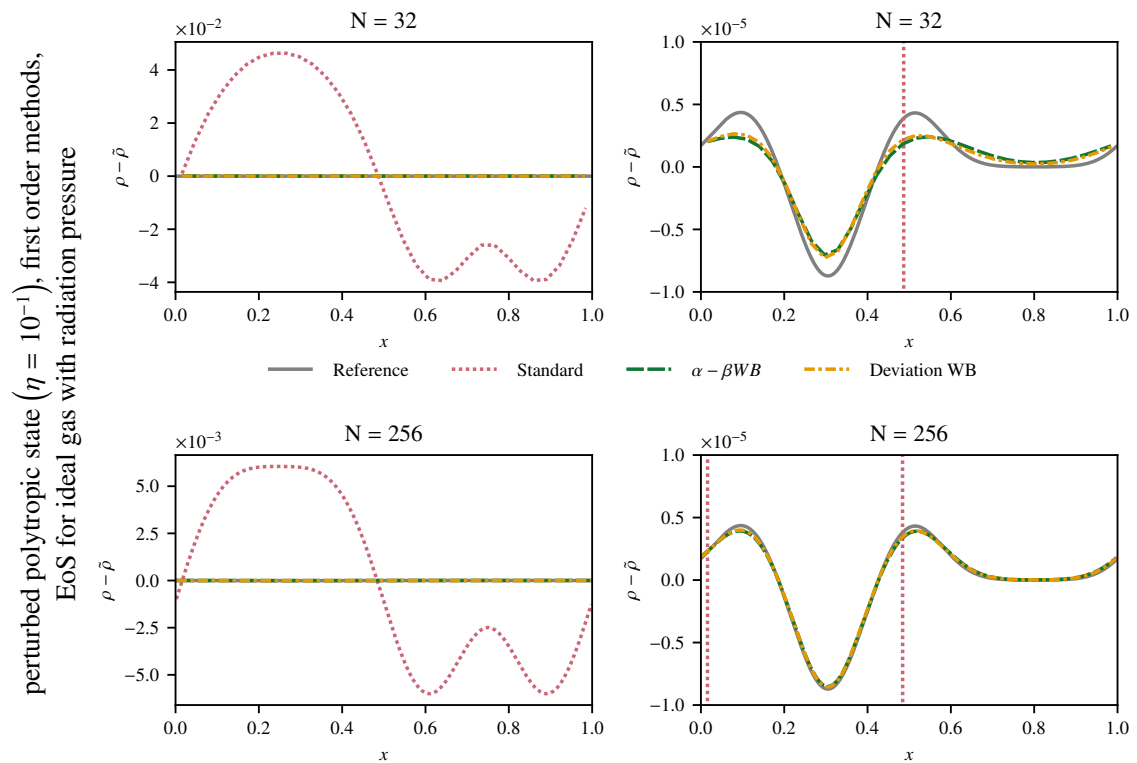 perturbed polytropic state (η = 10⁻¹), first order methods,
EoS for ideal gas with radiation pressure
N = 32
×10⁻²
4
2
0
−2
−4
ρ − ρ̃
0.0 0.2 0.4 0.6 0.8 1.0
x
N = 32
×10⁻⁵
1.0
0.5
0.0
−0.5
−1.0
ρ − ρ̃
0.0 0.2 0.4 0.6 0.8 1.0
x
Reference Standard α − βWB Deviation WB
N = 256
×10⁻³
5.0
2.5
0.0
−2.5
−5.0
ρ − ρ̃
0.0 0.2 0.4 0.6 0.8 1.0
x
N = 256
×10⁻⁵
1.0
0.5
0.0
−0.5
−1.0
ρ − ρ̃
0.0 0.2 0.4 0.6 0.8 1.0
x